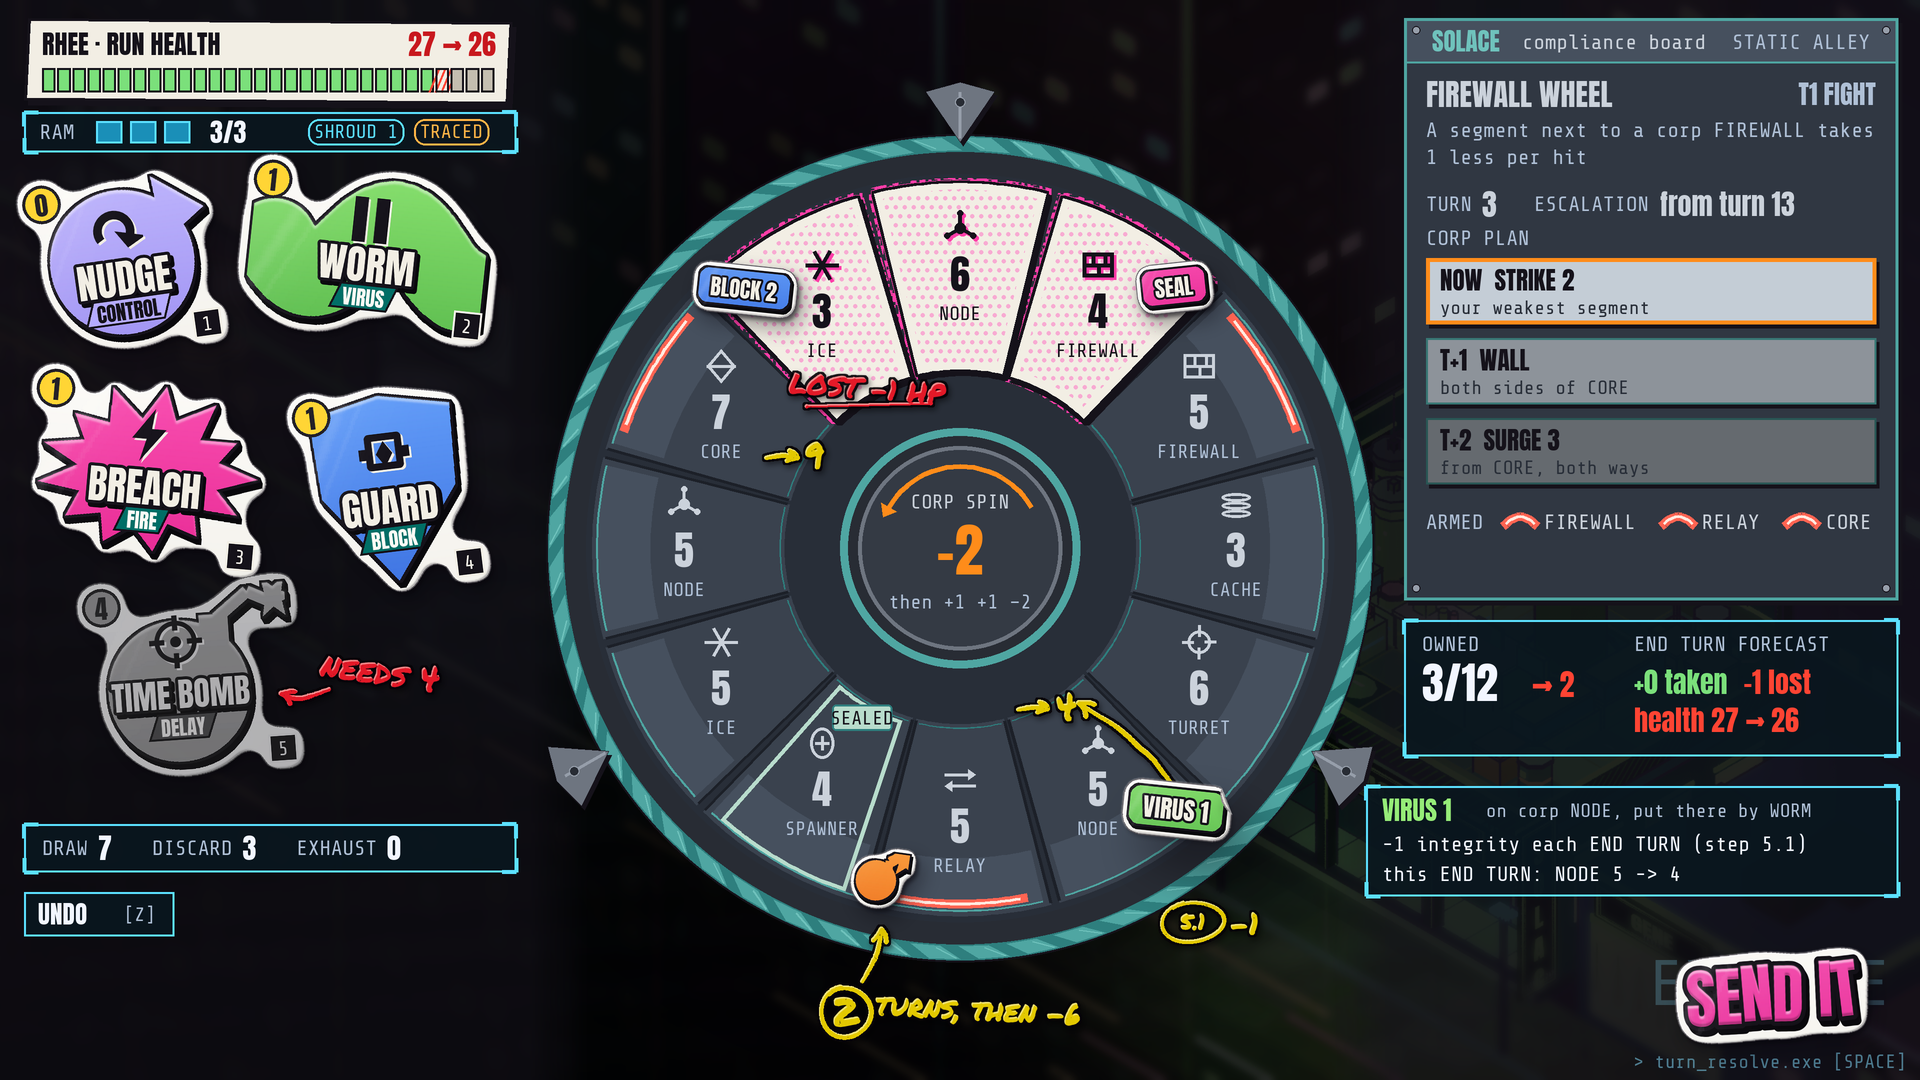 RHEE · RUN HEALTH
27 → 26
RAM 3/3 SHROUD 1 TRACED
0
NUDGE
CONTROL
1
1
WORM
VIRUS
2
1
BREACH
FIRE
3
1
GUARD
BLOCK
4
4
TIME BOMB
DELAY
5
NEEDS 4
DRAW 7 DISCARD 3 EXHAUST 0
UNDO [Z]
BLOCK 2
3
ICE
6
NODE
4
FIREWALL
SEAL
LOST -1 HP
7
CORE
→ 9
5
FIREWALL
5
NODE
3
CACHE
5
ICE
6
TURRET
SEALED
4
SPAWNER
5
RELAY
5
NODE
→ 4
VIRUS 1
5.1 -1
2 TURNS, THEN -6
CORP SPIN
-2
then +1 +1 -2
SOLACE compliance board STATIC ALLEY
FIREWALL WHEEL T1 FIGHT
A segment next to a corp FIREWALL takes
1 less per hit
TURN 3 ESCALATION from turn 13
CORP PLAN
NOW STRIKE 2
your weakest segment
T+1 WALL
both sides of CORE
T+2 SURGE 3
from CORE, both ways
ARMED FIREWALL RELAY CORE
OWNED
3/12 → 2
END TURN FORECAST
+0 taken -1 lost
health 27 → 26
VIRUS 1 on corp NODE, put there by WORM
-1 integrity each END TURN (step 5.1)
this END TURN: NODE 5 -> 4
SEND IT
> turn_resolve.exe [SPACE]